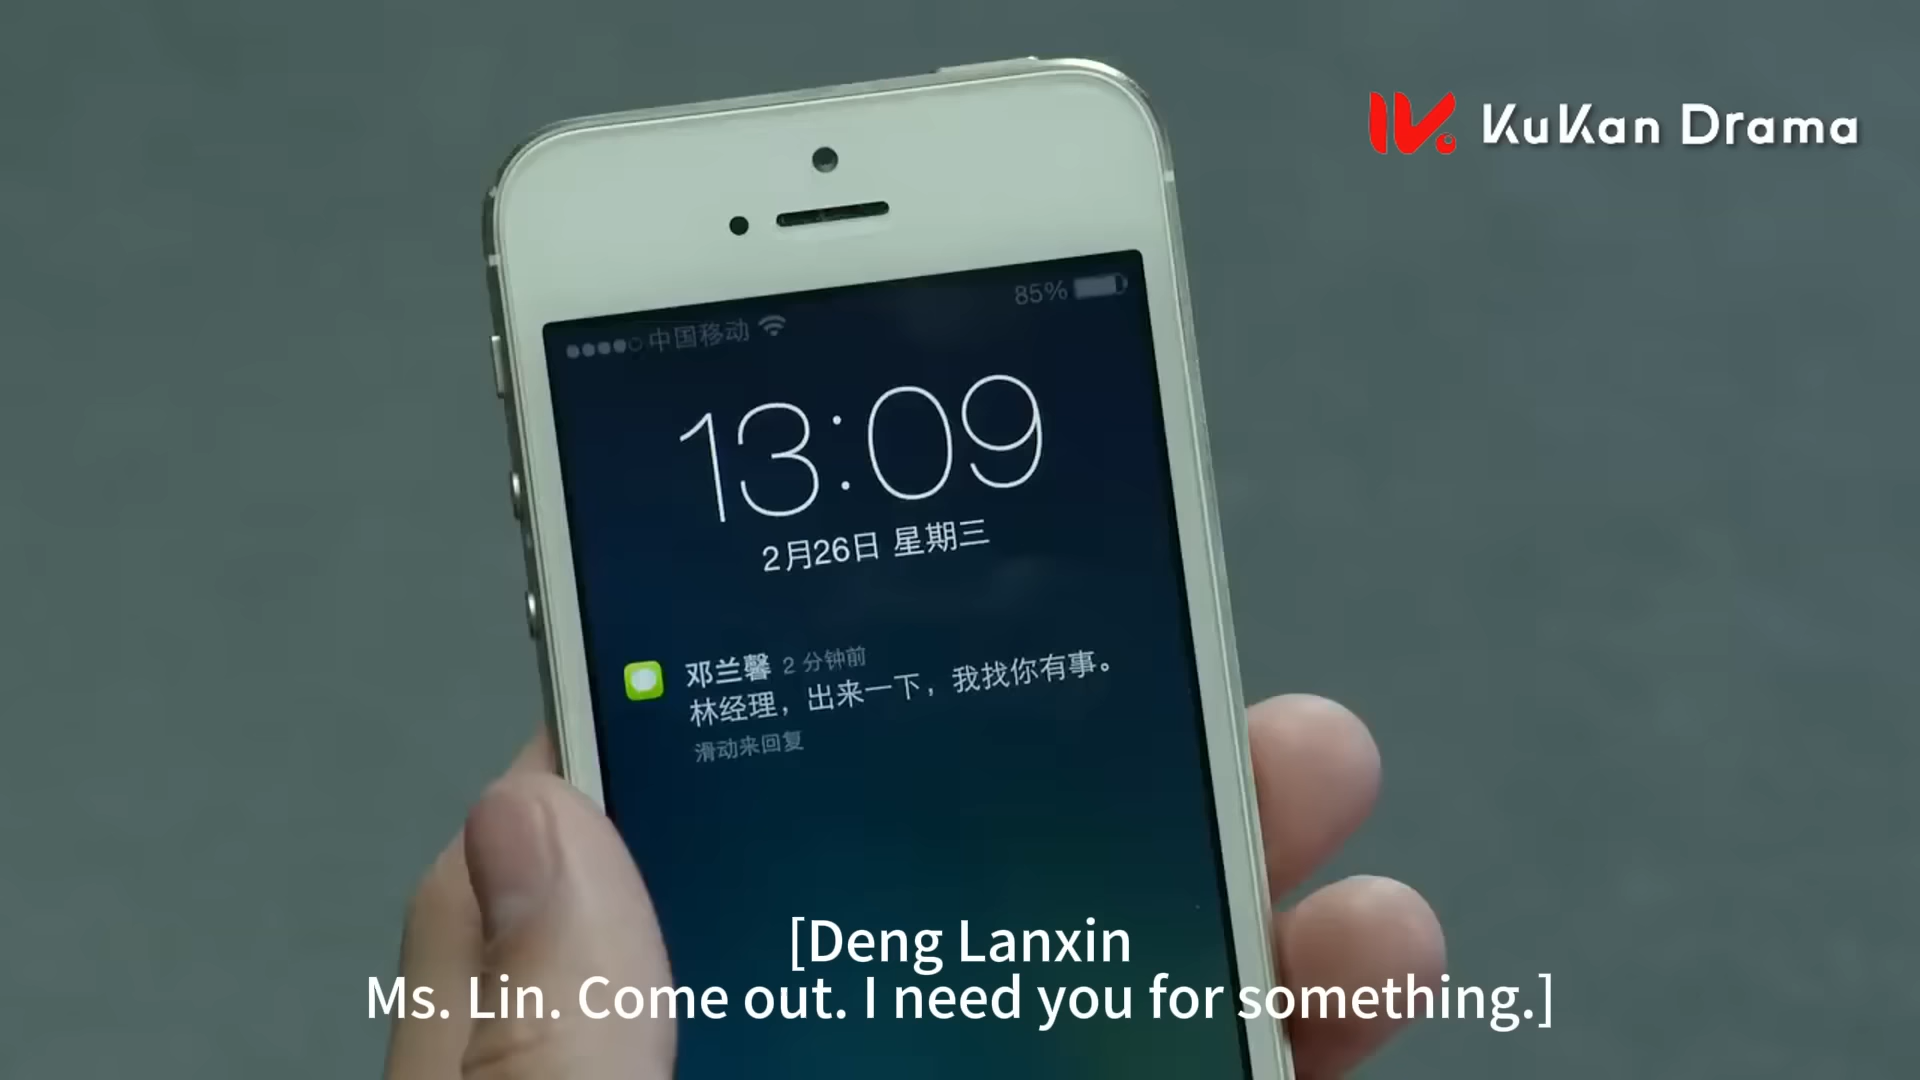 KuKan Drama
中国移动
85%
13:09
2月26日 星期三
邓兰馨 2 分钟前
林经理，出来一下，我找你有事。
滑动来回复
[Deng Lanxin
Ms. Lin. Come out. I need you for something.]